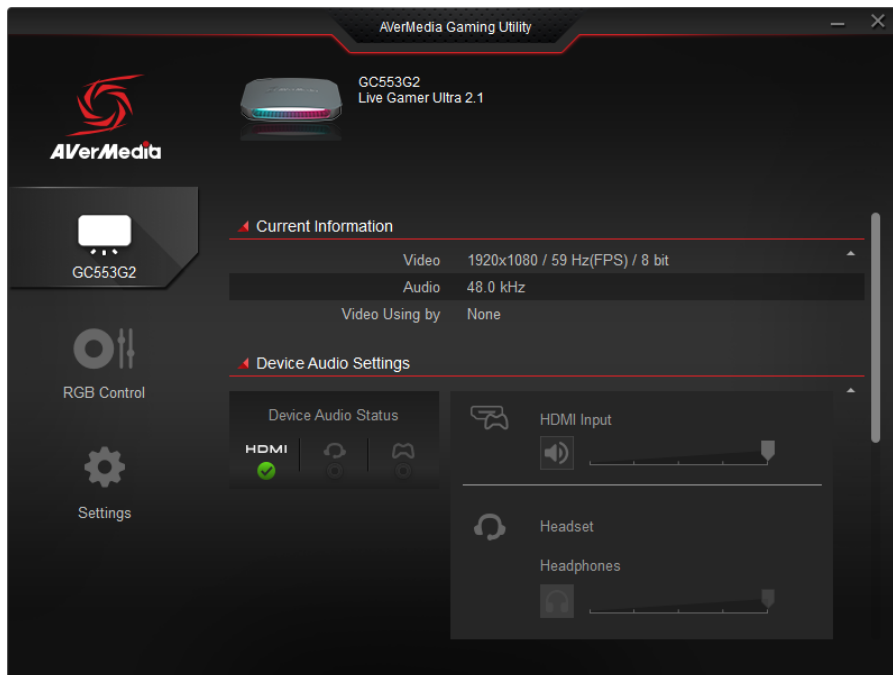 AVerMedia Gaming Utility
GC553G2
Live Gamer Ultra 2.1
AVerMedia
GC553G2
RGB Control
Settings
Current Information
Video 1920x1080 / 59 Hz(FPS) / 8 bit
Audio 48.0 kHz
Video Using by None
Device Audio Settings
Device Audio Status
HDMI
HDMI Input
Headset
Headphones